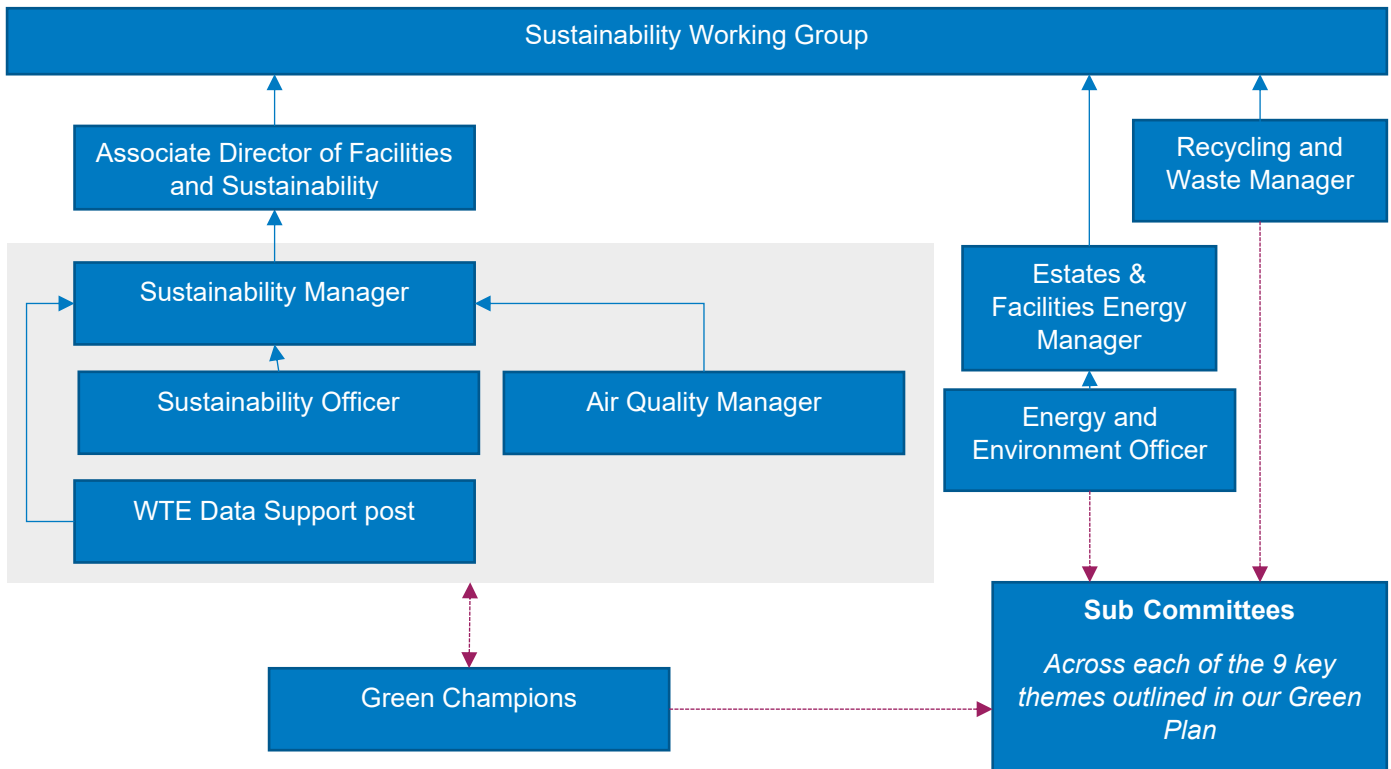 Sustainability Working Group
Associate Director of Facilities
and Sustainability
Recycling and
Waste Manager
Sustainability Manager
Estates &
Facilities Energy
Manager
Sustainability Officer
Air Quality Manager
Energy and
Environment Officer
WTE Data Support post
Sub Committees
Across each of the 9 key
themes outlined in our Green
Plan
Green Champions